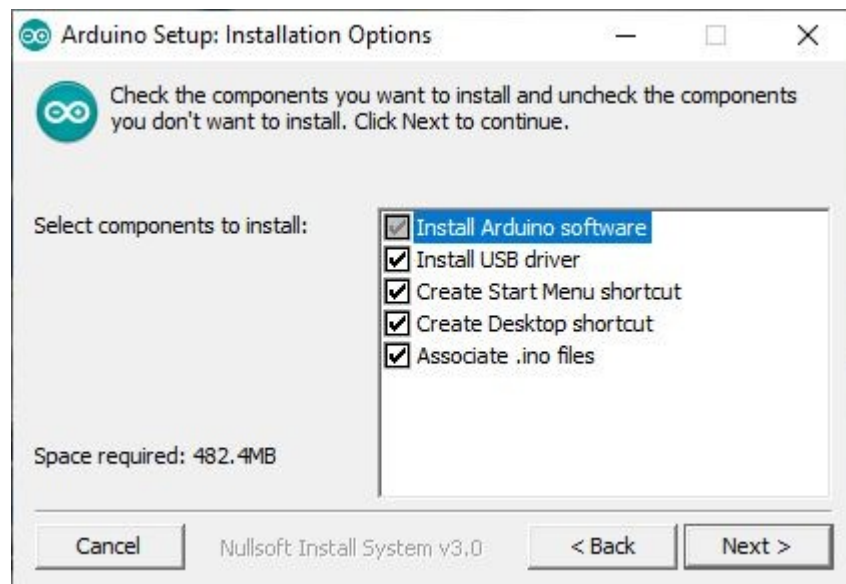 Arduino Setup: Installation Options
Check the components you want to install and uncheck the components
you don't want to install. Click Next to continue.
Select components to install:
Install Arduino software
Install USB driver
Create Start Menu shortcut
Create Desktop shortcut
Associate .ino files
Space required: 482.4MB
Cancel
Nullsoft Install System v3.0
< Back
Next >